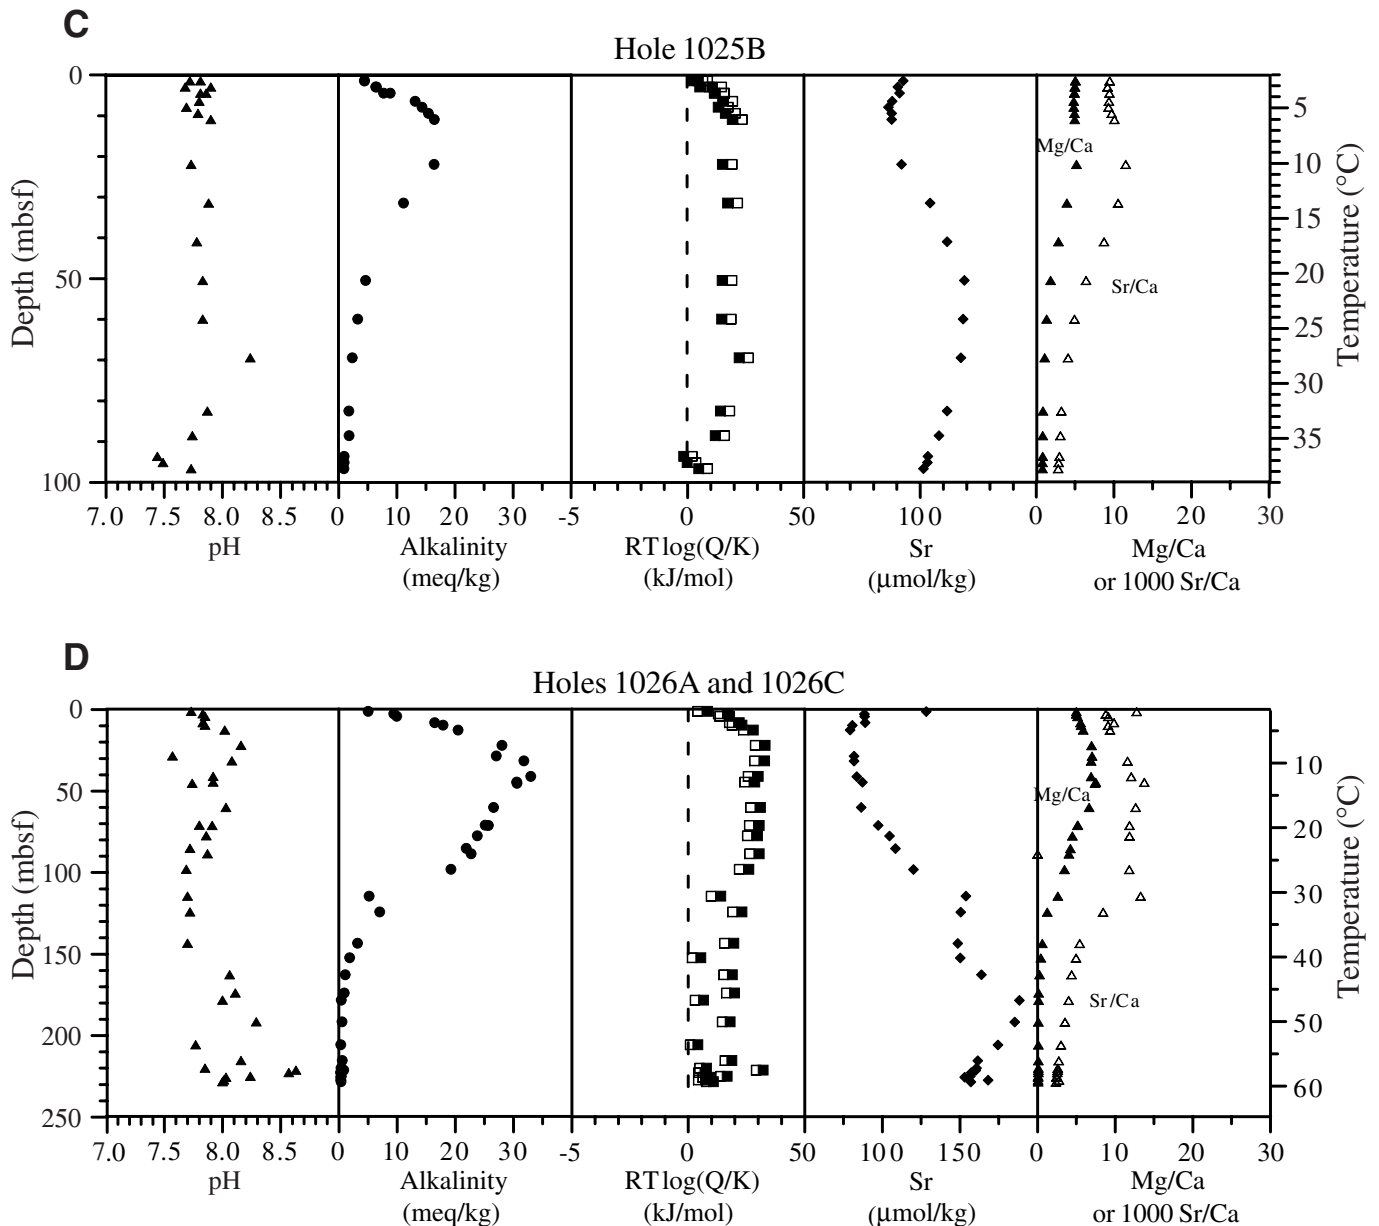 C
Hole 1025B
0
50
100
Depth (mbsf)
Mg/Ca
Sr/Ca
5
10
15
20
25
30
35
Temperature (°C)
7.0 7.5 8.0 8.5 0 10 20 30 -5 0 50 100 0 10 20 30
pH Alkalinity RT log(Q/K) Sr Mg/Ca
(meq/kg) (kJ/mol) (µmol/kg) or 1000 Sr/Ca
D
Holes 1026A and 1026C
0
50
100
150
200
250
Depth (mbsf)
Mg/Ca
Sr/Ca
10
20
30
40
50
60
Temperature (°C)
7.0 7.5 8.0 8.5 0 10 20 30 -5 0 50 100 150 0 10 20 30
pH Alkalinity RT log(Q/K) Sr Mg/Ca
(meq/kg) (kJ/mol) (µmol/kg) or 1000 Sr/Ca